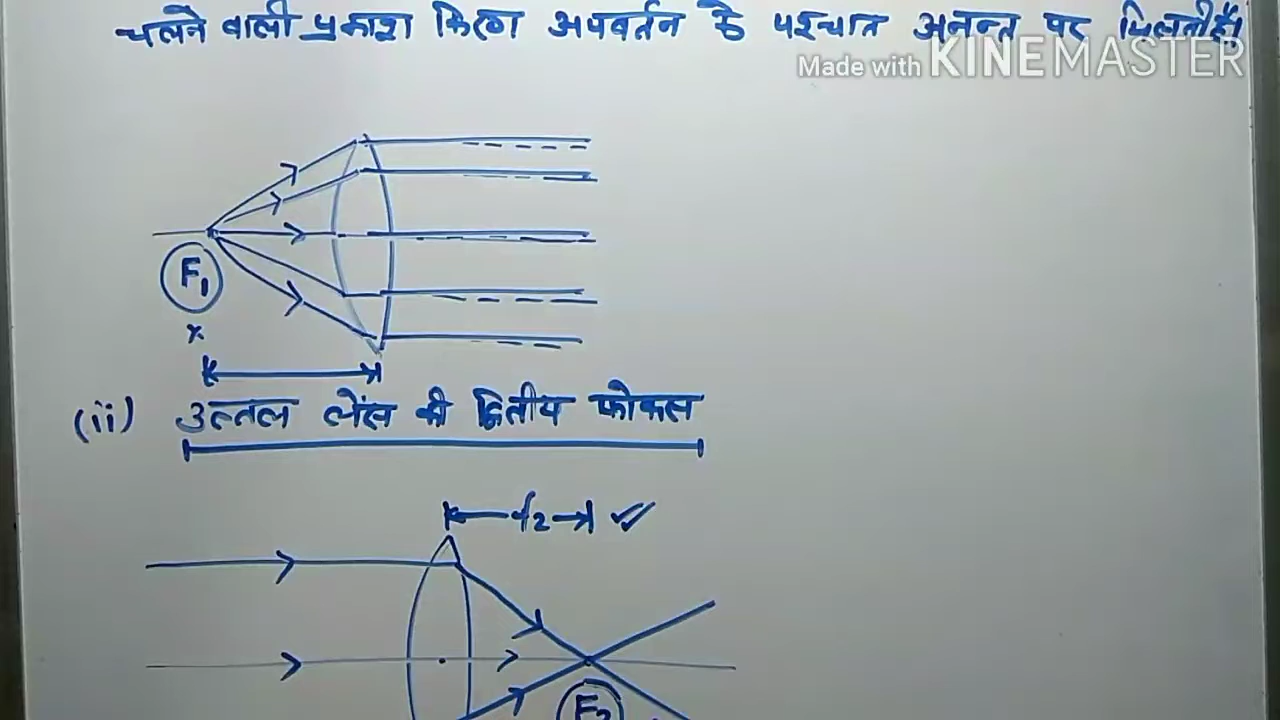 चलने वाली प्रकाश किरण अपवर्तन के पश्चात अनन्त पर मिलती है।
Made with KINEMASTER
F₁
x
(ii) उत्तल लेंस की द्वितीय फोकस
f₂
F₂